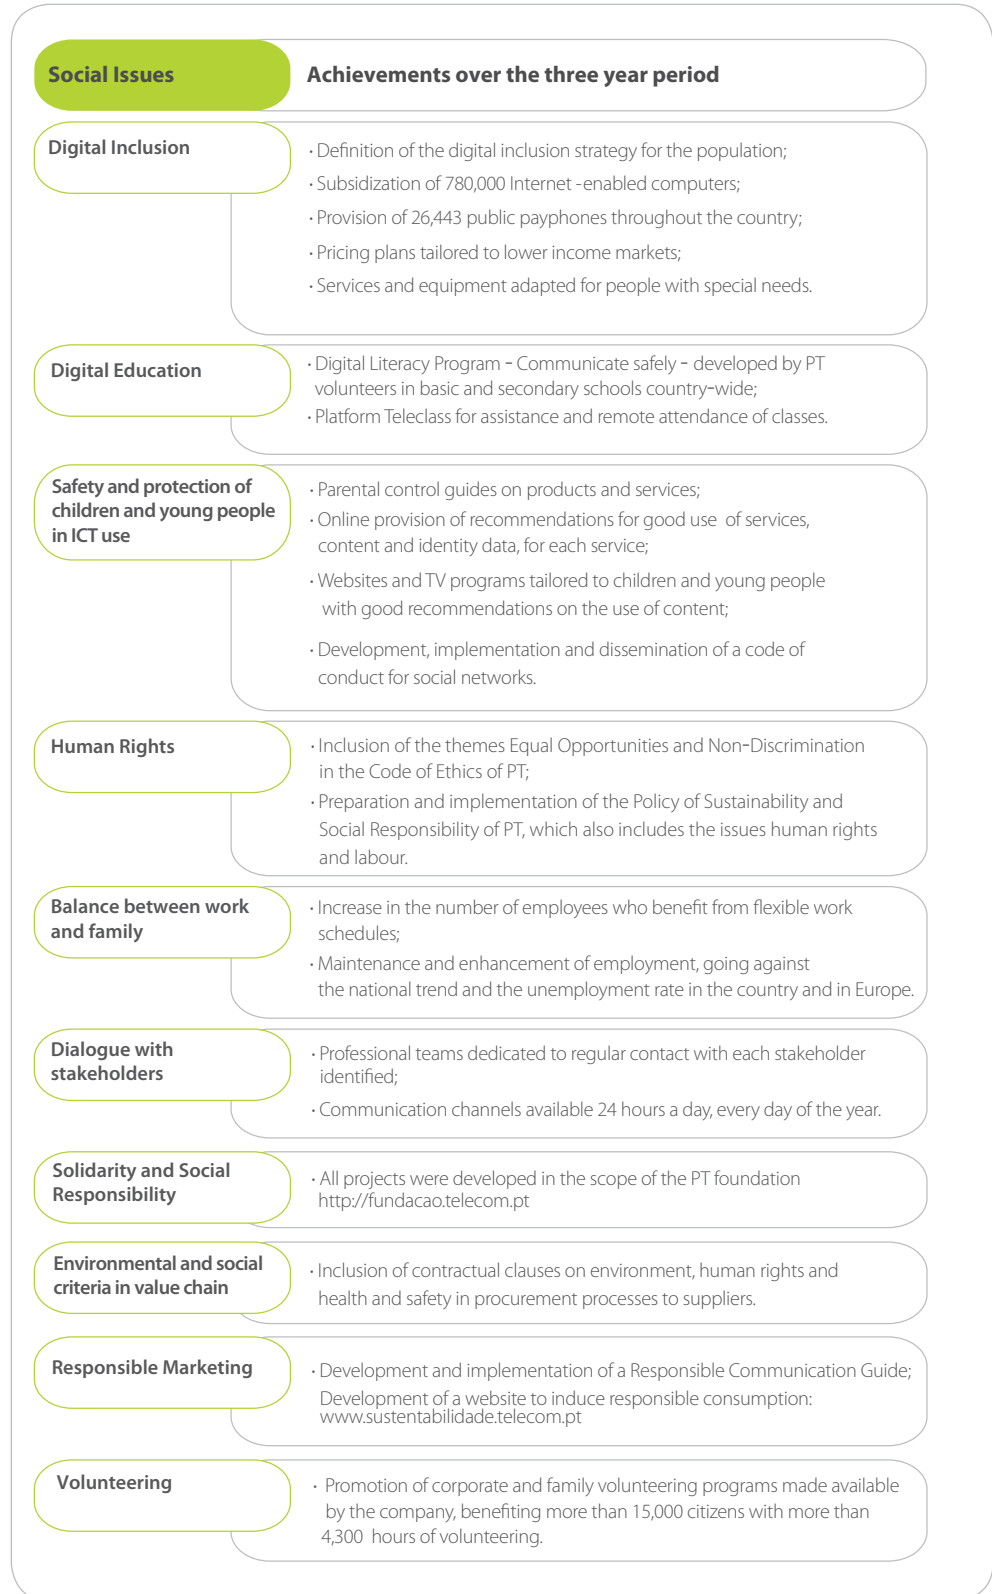 Social Issues
Achievements over the three year period
Digital Inclusion
· Definition of the digital inclusion strategy for the population;
· Subsidization of 780,000 Internet -enabled computers;
· Provision of 26,443 public payphones throughout the country;
· Pricing plans tailored to lower income markets;
· Services and equipment adapted for people with special needs.
Digital Education
· Digital Literacy Program - Communicate safely - developed by PT
volunteers in basic and secondary schools country-wide;
· Platform Teleclass for assistance and remote attendance of classes.
Safety and protection of
children and young people
in ICT use
· Parental control guides on products and services;
· Online provision of recommendations for good use of services,
content and identity data, for each service;
· Websites and TV programs tailored to children and young people
with good recommendations on the use of content;
· Development, implementation and dissemination of a code of
conduct for social networks.
Human Rights
· Inclusion of the themes Equal Opportunities and Non-Discrimination
in the Code of Ethics of PT;
· Preparation and implementation of the Policy of Sustainability and
Social Responsibility of PT, which also includes the issues human rights
and labour.
Balance between work
and family
· Increase in the number of employees who benefit from flexible work
schedules;
· Maintenance and enhancement of employment, going against
the national trend and the unemployment rate in the country and in Europe.
Dialogue with
stakeholders
· Professional teams dedicated to regular contact with each stakeholder
identified;
· Communication channels available 24 hours a day, every day of the year.
Solidarity and Social
Responsibility
· All projects were developed in the scope of the PT foundation
http://fundacao.telecom.pt
Environmental and social
criteria in value chain
· Inclusion of contractual clauses on environment, human rights and
health and safety in procurement processes to suppliers.
Responsible Marketing
· Development and implementation of a Responsible Communication Guide;
Development of a website to induce responsible consumption:
www.sustentabilidade.telecom.pt
Volunteering
· Promotion of corporate and family volunteering programs made available
by the company, benefiting more than 15,000 citizens with more than
4,300 hours of volunteering.